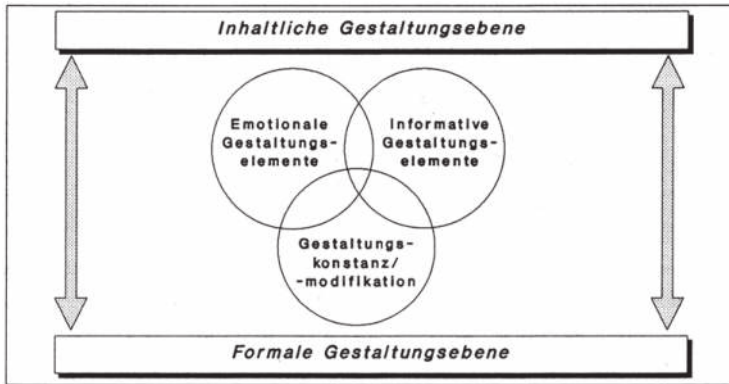 Inhaltliche Gestaltungsebene
Emotionale
Gestaltungs-
elemente
Informative
Gestaltungs-
elemente
Gestaltungs-
konstanz/
-modifikation
Formale Gestaltungsebene